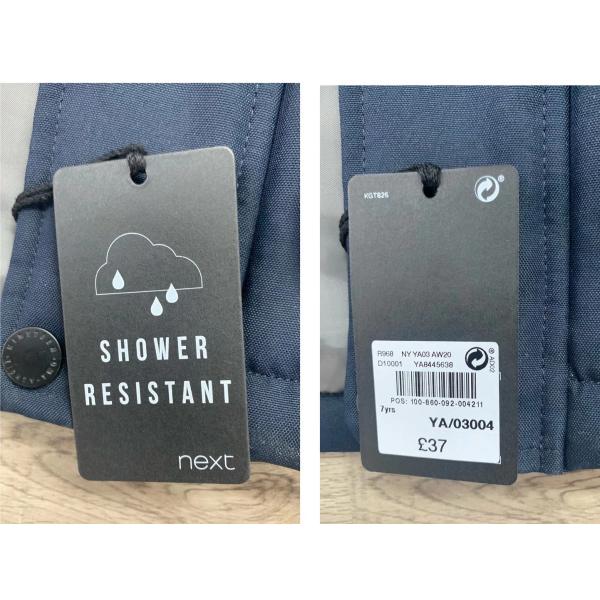 SHOWER
RESISTANT
next
KGT826
®
R968 NY YA03 AW20
D10001 YA8445638
® AD02
POS: 100-860-092-004211
7yrs
YA/03004
£37